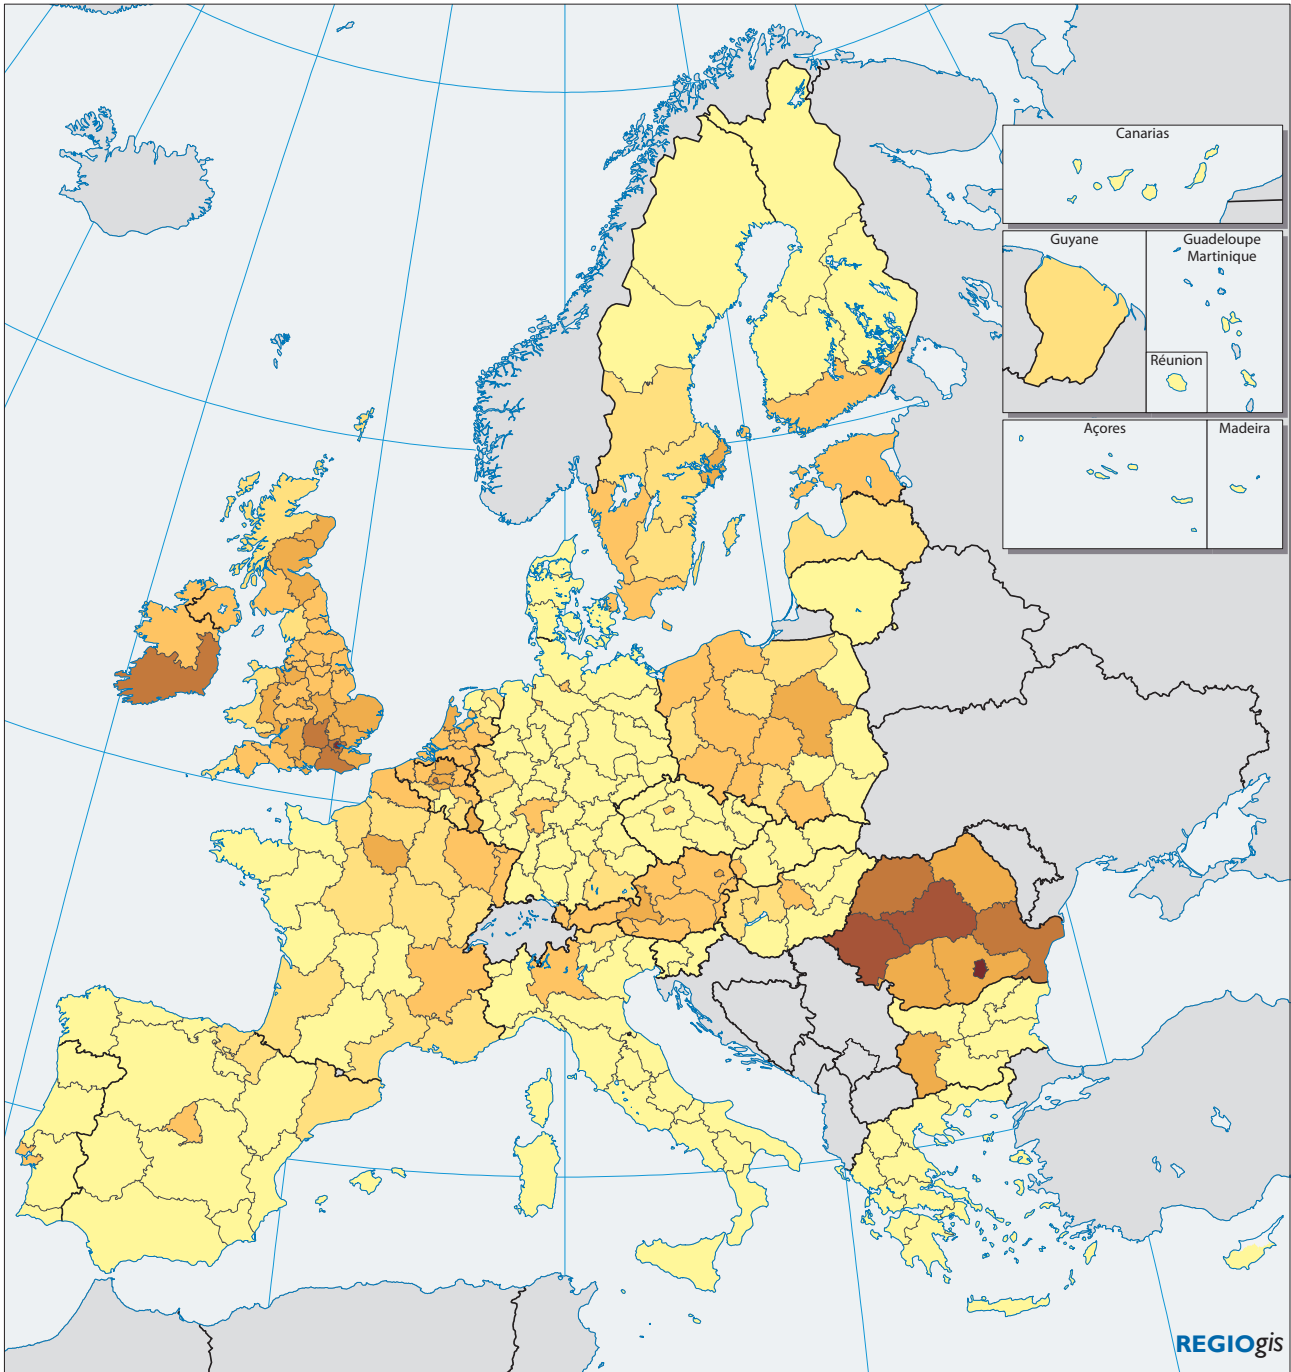 Canarias
Guyane
Guadeloupe
Martinique
Réunion
Açores
Madeira
REGIOgis